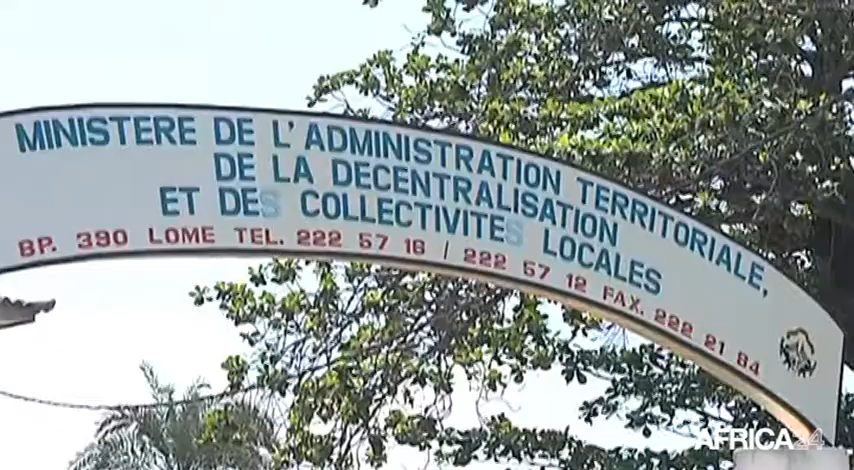 MINISTERE DE L'ADMINISTRATION TERRITORIALE,
DE LA DECENTRALISATION
ET DES COLLECTIVITES LOCALES
BP. 390 LOME TEL. 222 57 16 / 222 57 12 FAX. 222 21 84
AFRICA24